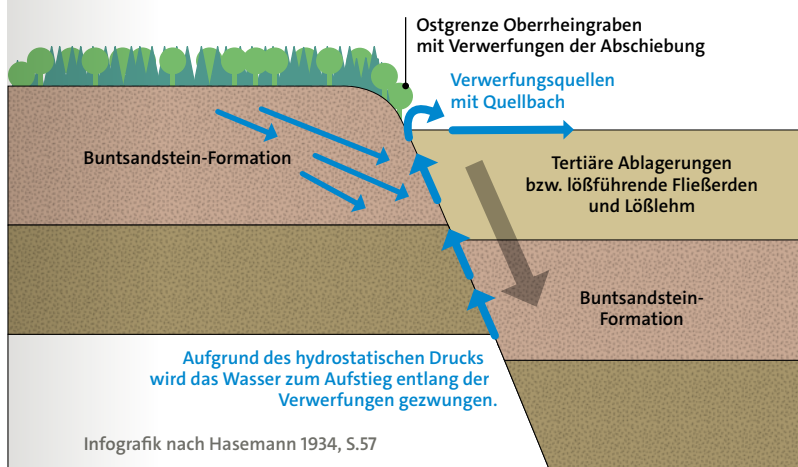 Ostgrenze Oberrheingraben
mit Verwerfungen der Abschiebung
Verwerfungsquellen
mit Quellbach
Buntsandstein-Formation
Tertiäre Ablagerungen
bzw. lößführende Fließerden
und Lößlehm
Buntsandstein-
Formation
Aufgrund des hydrostatischen Drucks
wird das Wasser zum Aufstieg entlang der
Verwerfungen gezwungen.
Infografik nach Hasemann 1934, S.57